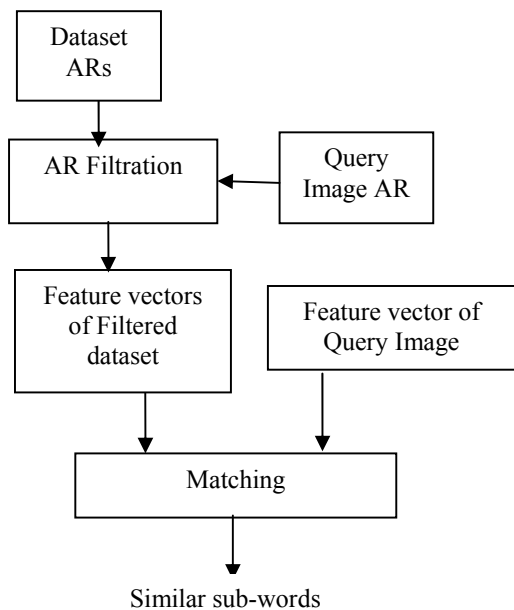 Dataset
ARs
AR Filtration
Query
Image AR
Feature vectors
of Filtered
dataset
Feature vector of
Query Image
Matching
Similar sub-words